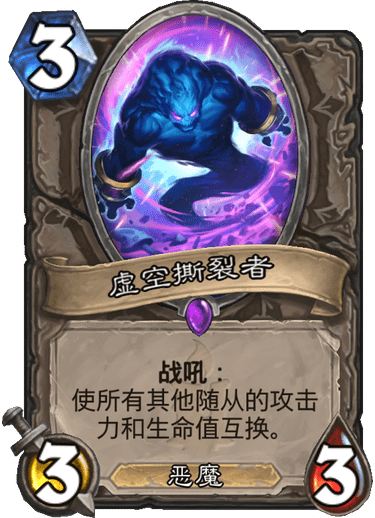 3
虚空撕裂者
战吼：
使所有其他随从的攻击
力和生命值互换。
3
恶魔
3